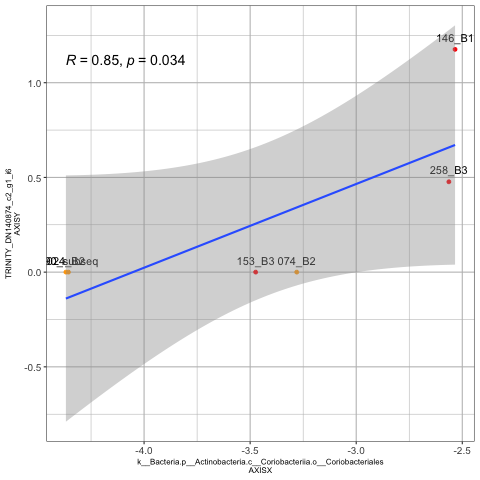 146_B1
R = 0.85, p = 0.034
1.0
258_B3
0.5
153_B3 074_B2
0.0
-0.5
-4.0 -3.5 -3.0 -2.5
k__Bacteria.p__Actinobacteria.c__Coriobacteriia.o__Coriobacteriales
AXISX
TRINITY_DN140874_c2_g1_i6
AXISY